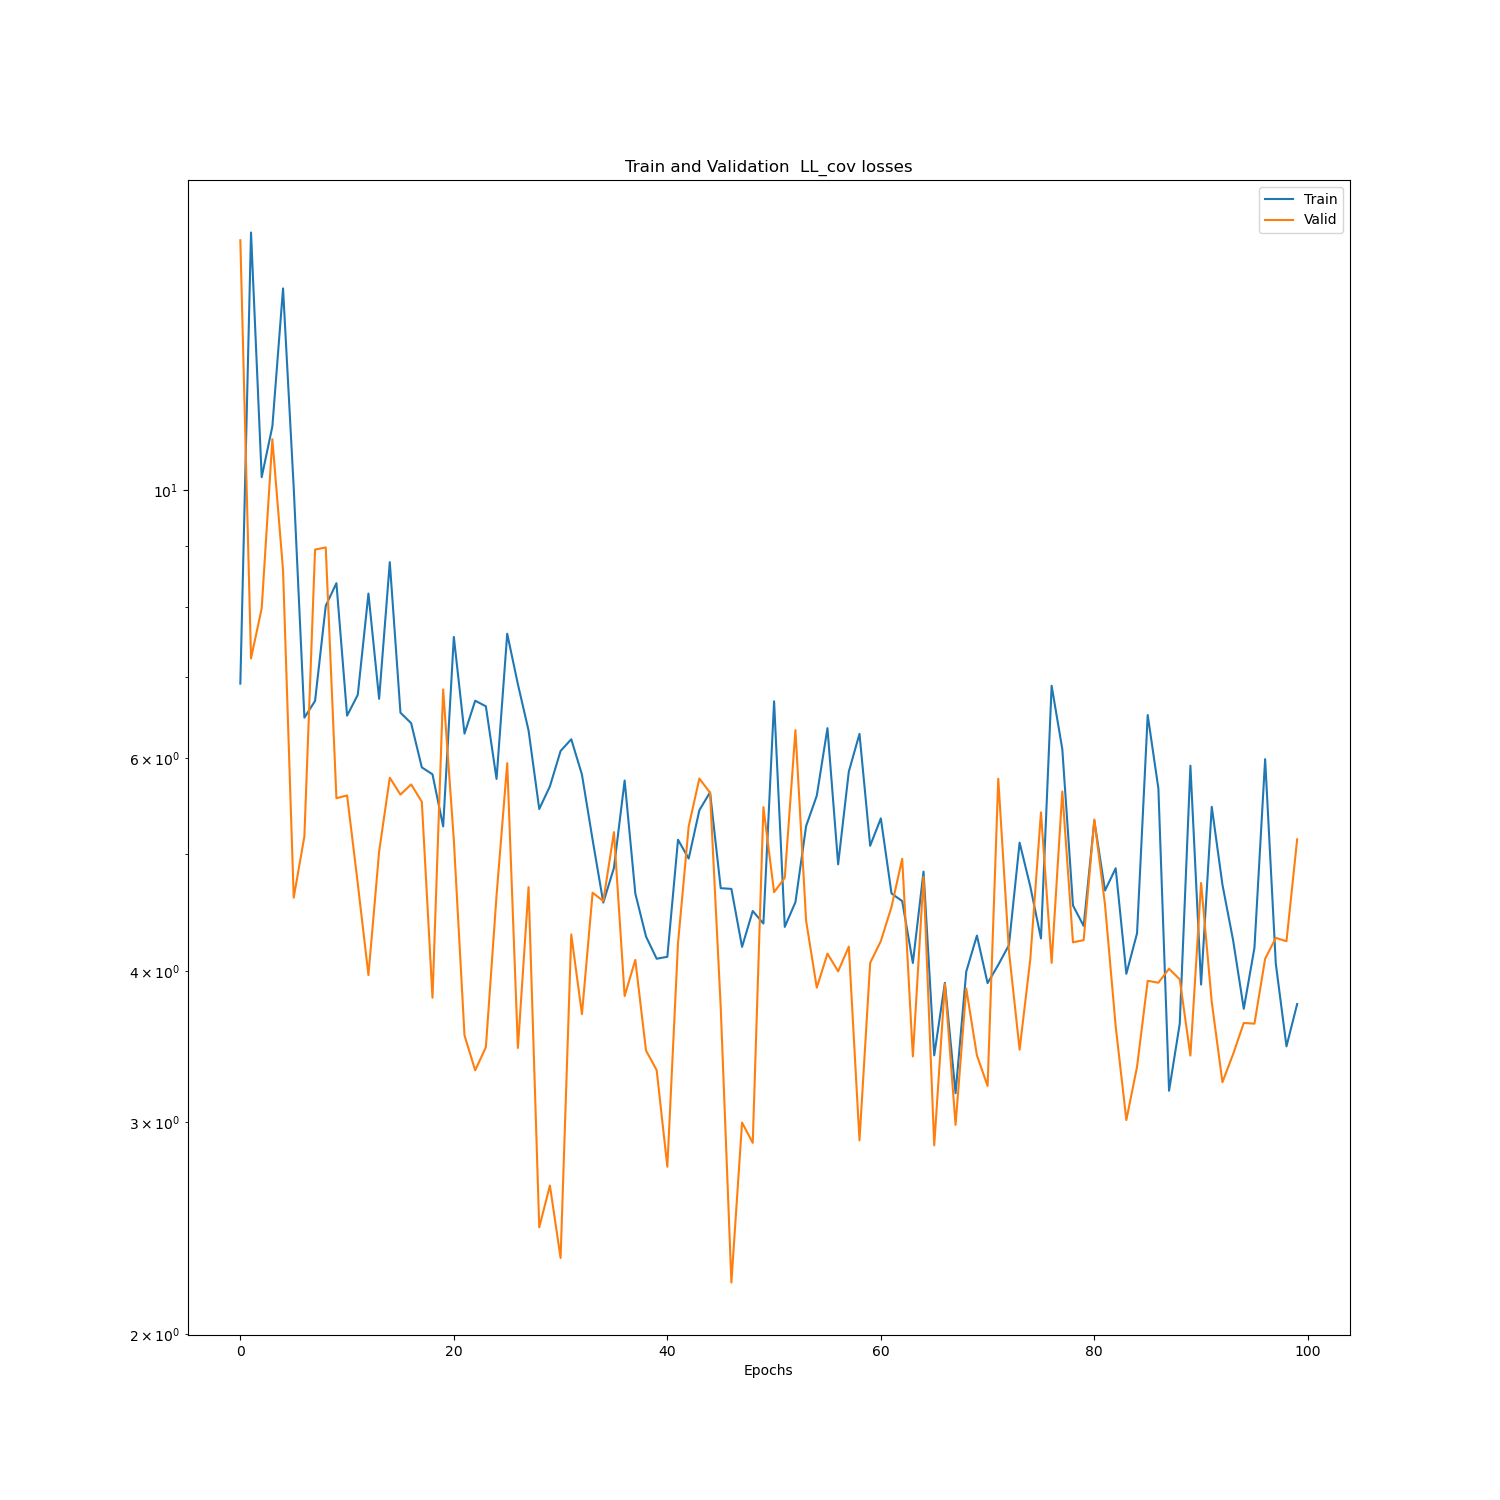 Train and Validation  LL_cov losses
Train
Valid
10¹
6 × 10⁰
4 × 10⁰
3 × 10⁰
2 × 10⁰
0 20 40 60 80 100
Epochs